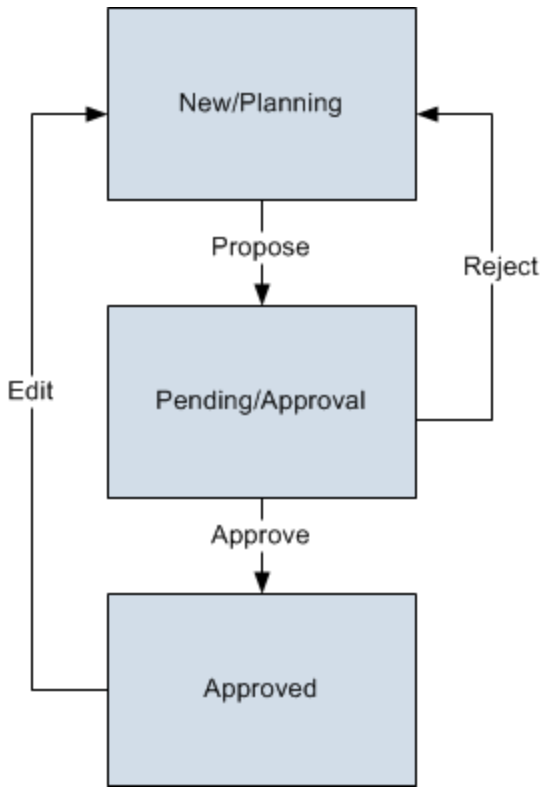 New/Planning
Propose
Reject
Edit
Pending/Approval
Approve
Approved